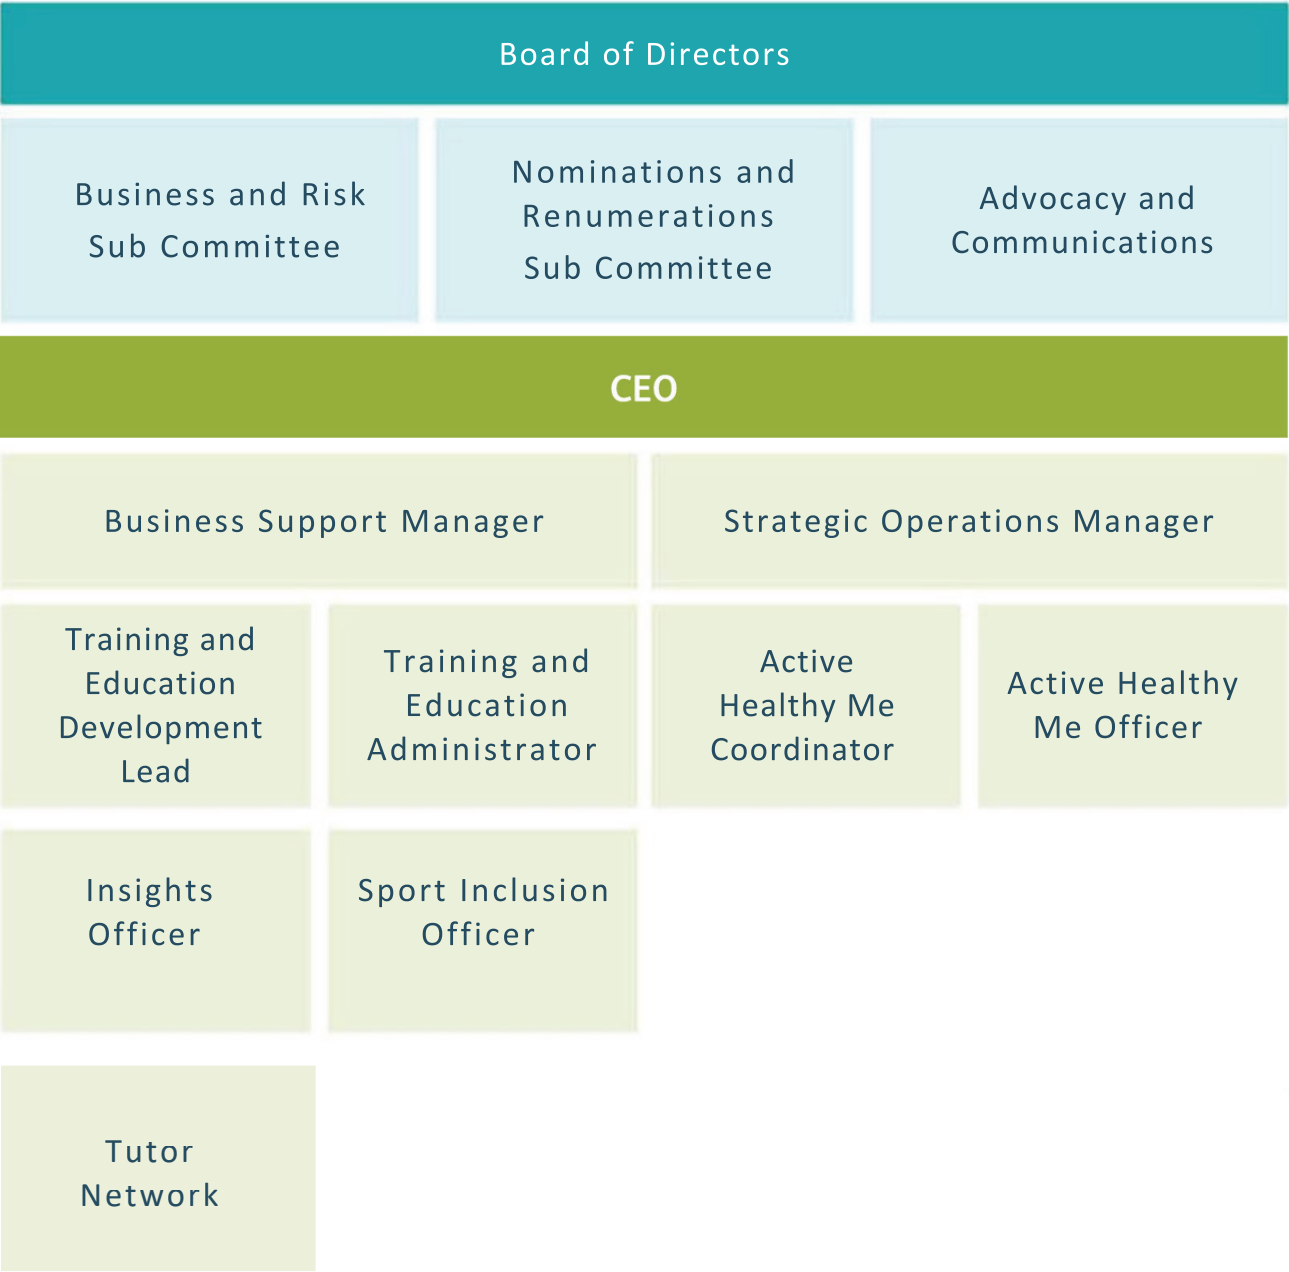 Board of Directors
Business and Risk
Sub Committee
Nominations and
Renumerations
Sub Committee
Advocacy and
Communications
CEO
Business Support Manager
Strategic Operations Manager
Training and
Education
Development
Lead
Training and
Education
Administrator
Active
Healthy Me
Coordinator
Active Healthy
Me Officer
Insights
Officer
Sport Inclusion
Officer
Tutor
Network